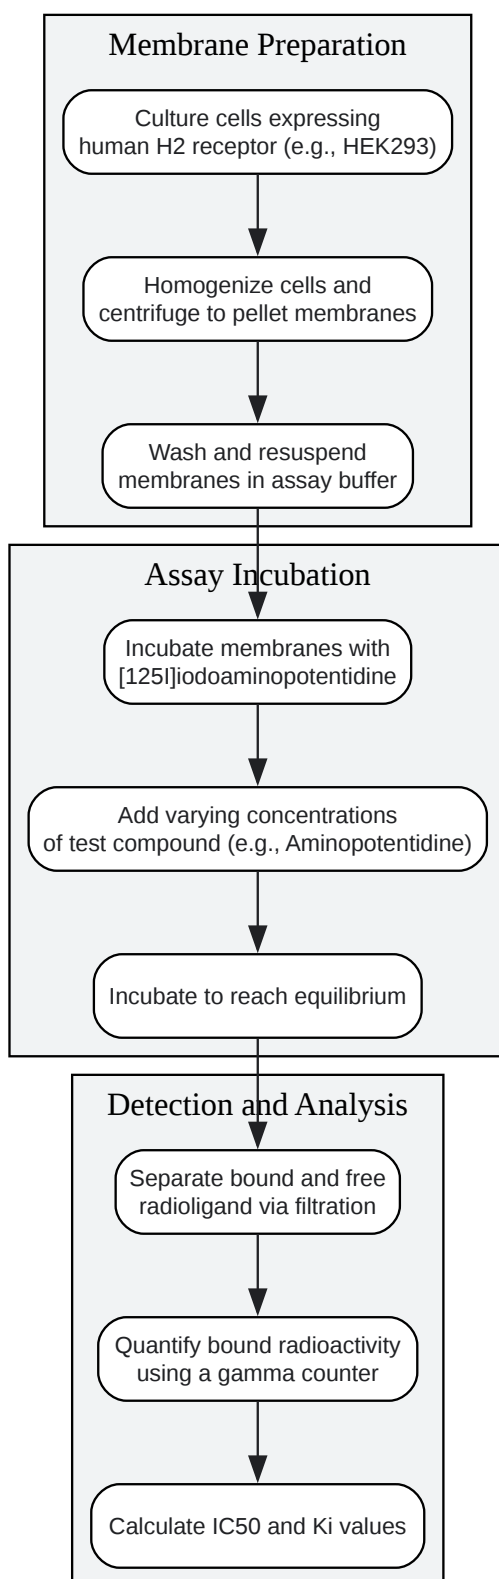 Membrane Preparation
Culture cells expressing
human H2 receptor (e.g., HEK293)
Homogenize cells and
centrifuge to pellet membranes
Wash and resuspend
membranes in assay buffer
Assay Incubation
Incubate membranes with
[125I]iodoaminopotentidine
Add varying concentrations
of test compound (e.g., Aminopotentidine)
Incubate to reach equilibrium
Detection and Analysis
Separate bound and free
radioligand via filtration
Quantify bound radioactivity
using a gamma counter
Calculate IC50 and Ki values